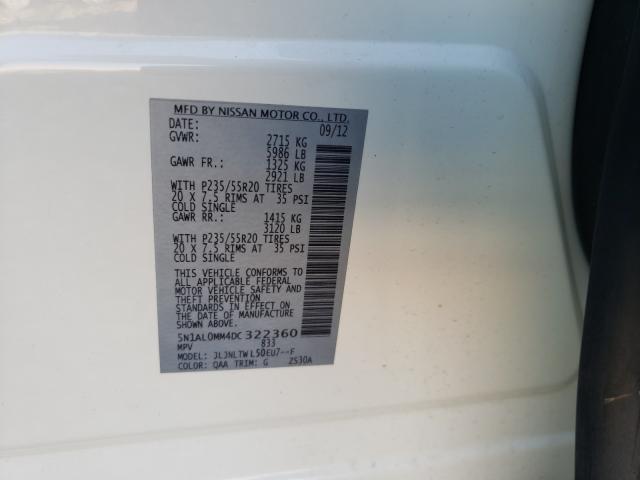 MFD BY NISSAN MOTOR CO., LTD.
DATE: 09/12
GVWR: 2715 KG
5986 LB
GAWR FR.: 1325 KG
2921 LB
WITH P235/55R20 TIRES
20 X 7.5 RIMS AT 35 PSI
COLD SINGLE
GAWR RR.: 1415 KG
3120 LB
WITH P235/55R20 TIRES
20 X 7.5 RIMS AT 35 PSI
COLD SINGLE
THIS VEHICLE CONFORMS TO
ALL APPLICABLE FEDERAL
MOTOR VEHICLE SAFETY AND
THEFT PREVENTION
STANDARDS IN EFFECT ON
THE DATE OF MANUFACTURE
SHOWN ABOVE.
5N1AL0MM4DC322360
MPV 833
MODEL: JLJNLTWL50EU7--F
COLOR: QAA TRIM: G ZS30A